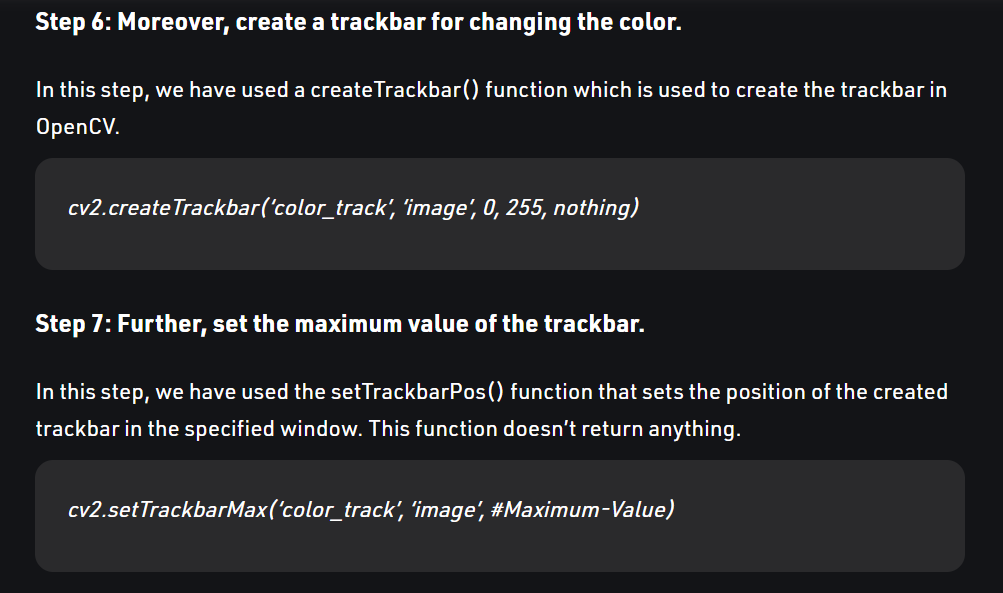 Step 6: Moreover, create a trackbar for changing the color.
In this step, we have used a createTrackbar() function which is used to create the trackbar in
OpenCV.
cv2.createTrackbar(‘color_track’, ‘image’, 0, 255, nothing)
Step 7: Further, set the maximum value of the trackbar.
In this step, we have used the setTrackbarPos() function that sets the position of the created
trackbar in the specified window. This function doesn’t return anything.
cv2.setTrackbarMax(‘color_track’, ‘image’, #Maximum-Value)